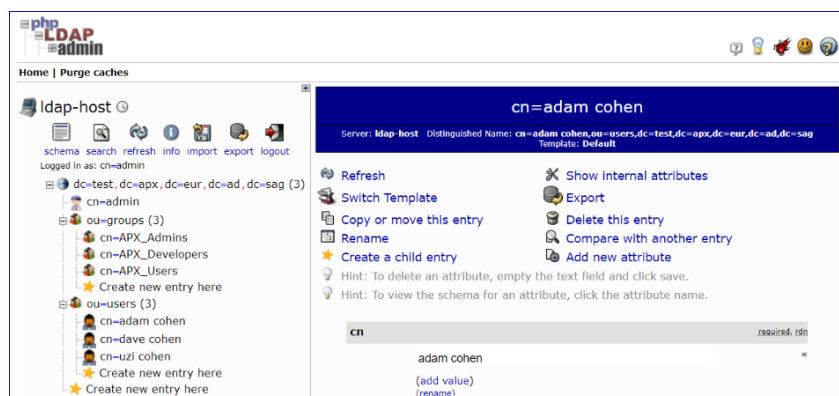 php
LDAP
admin
Home | Purge caches
ldap-host
schema search refresh info import export logout
Logged in as: cn=admin
dc=test,dc=apx,dc=eur,dc=ad,dc=sag (3)
cn=admin
ou=groups (3)
cn=APX_Admins
cn=APX_Developers
cn=APX_Users
Create new entry here
ou=users (3)
cn=adam cohen
cn=dave cohen
cn=uzi cohen
Create new entry here
Create new entry here
cn=adam cohen
Server: ldap-host Distinguished Name: cn=adam cohen,ou=users,dc=test,dc=apx,dc=eur,dc=ad,dc=sag
Template: Default
Refresh Show internal attributes
Switch Template Export
Copy or move this entry Delete this entry
Rename Compare with another entry
Create a child entry Add new attribute
Hint: To delete an attribute, empty the text field and click save.
Hint: To view the schema for an attribute, click the attribute name.
cn required, rdn
adam cohen *
(add value)
(rename)